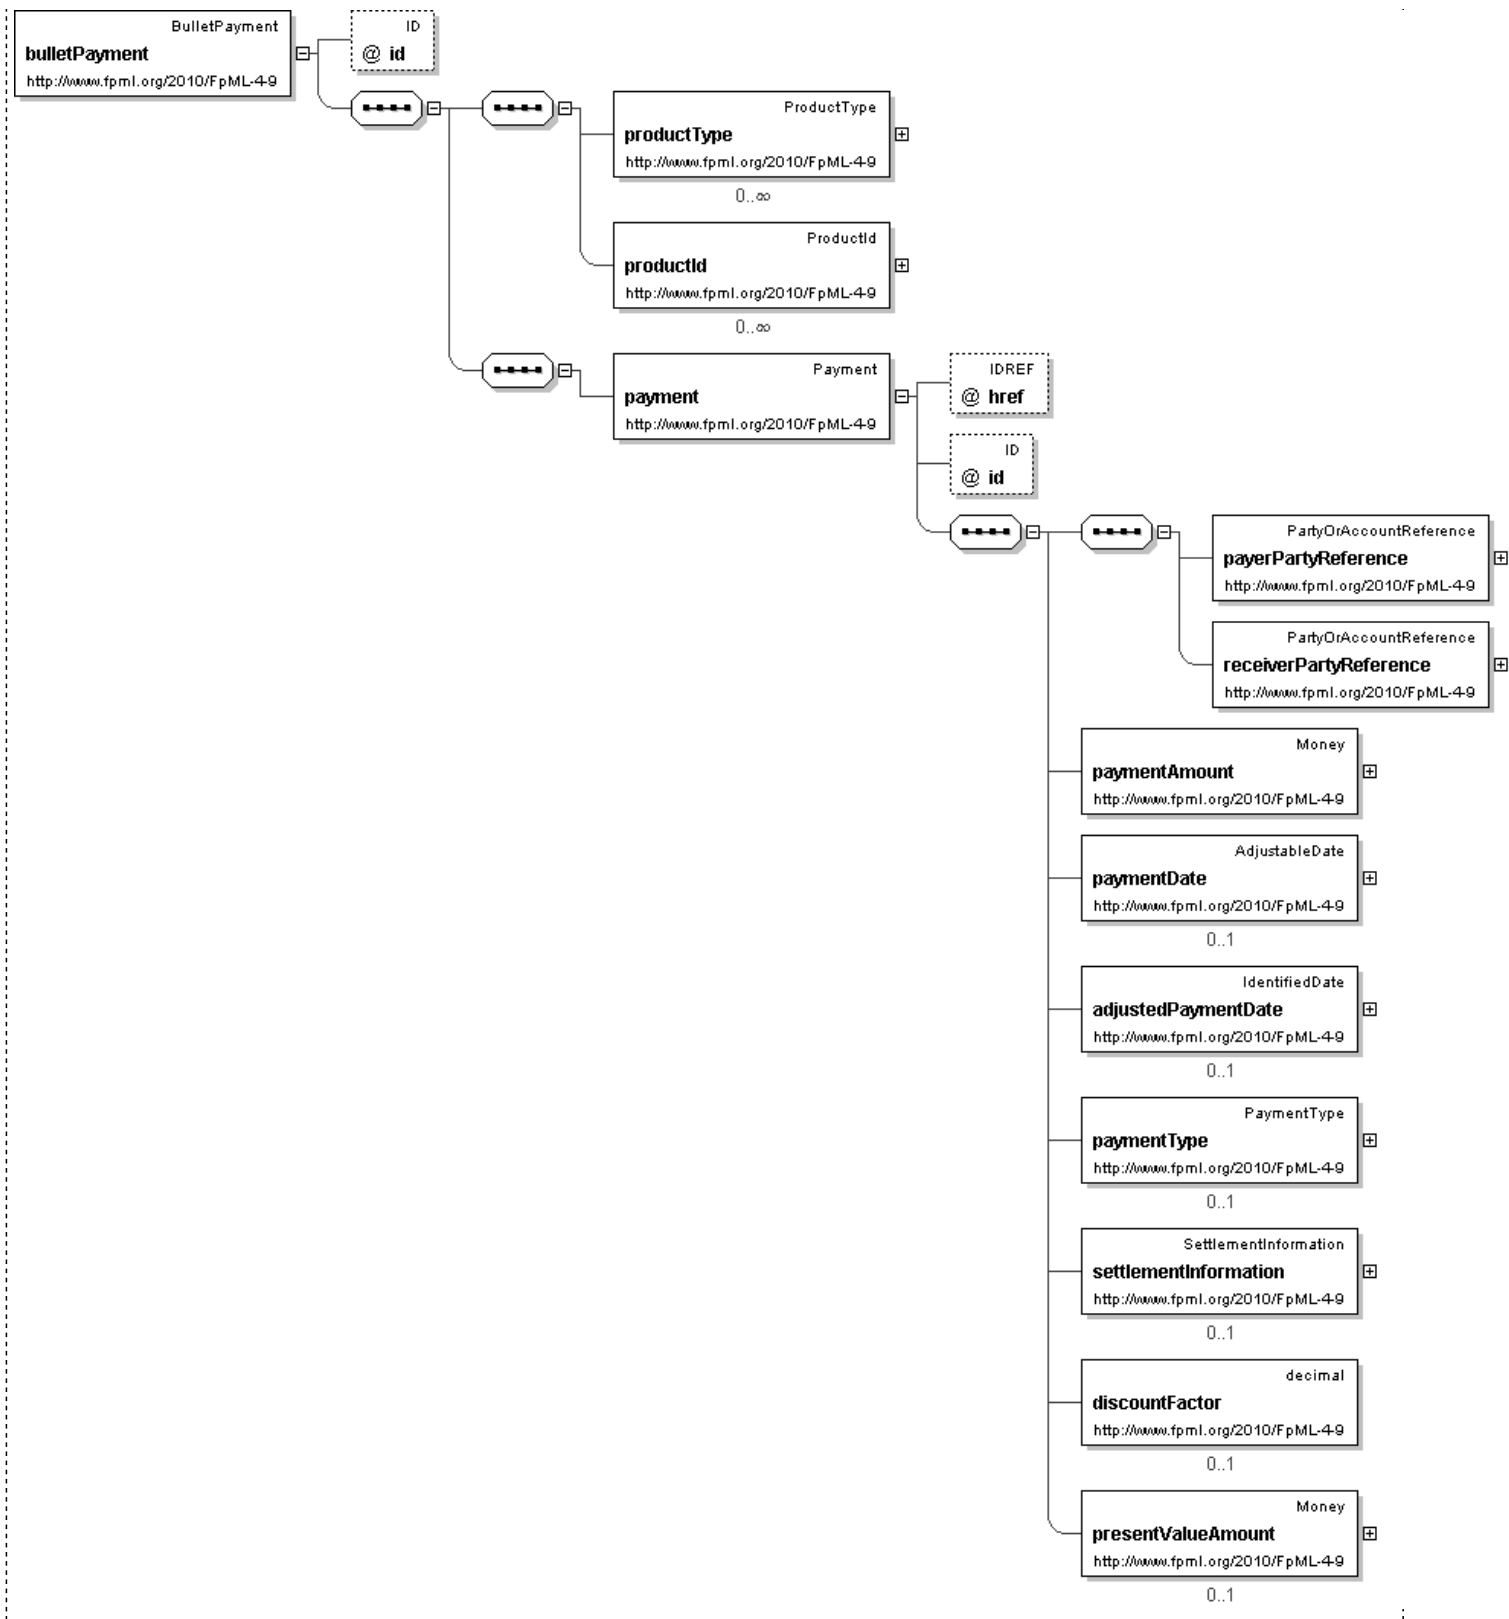 BulletPayment
bulletPayment
http://www.fpml.org/2010/FpML-4-9
ID
@ id
ProductType
productType
http://www.fpml.org/2010/FpML-4-9
0..∞
ProductId
productId
http://www.fpml.org/2010/FpML-4-9
0..∞
Payment
payment
http://www.fpml.org/2010/FpML-4-9
IDREF
@ href
ID
@ id
PartyOrAccountReference
payerPartyReference
http://www.fpml.org/2010/FpML-4-9
PartyOrAccountReference
receiverPartyReference
http://www.fpml.org/2010/FpML-4-9
Money
paymentAmount
http://www.fpml.org/2010/FpML-4-9
AdjustableDate
paymentDate
http://www.fpml.org/2010/FpML-4-9
0..1
IdentifiedDate
adjustedPaymentDate
http://www.fpml.org/2010/FpML-4-9
0..1
PaymentType
paymentType
http://www.fpml.org/2010/FpML-4-9
0..1
SettlementInformation
settlementInformation
http://www.fpml.org/2010/FpML-4-9
0..1
decimal
discountFactor
http://www.fpml.org/2010/FpML-4-9
0..1
Money
presentValueAmount
http://www.fpml.org/2010/FpML-4-9
0..1